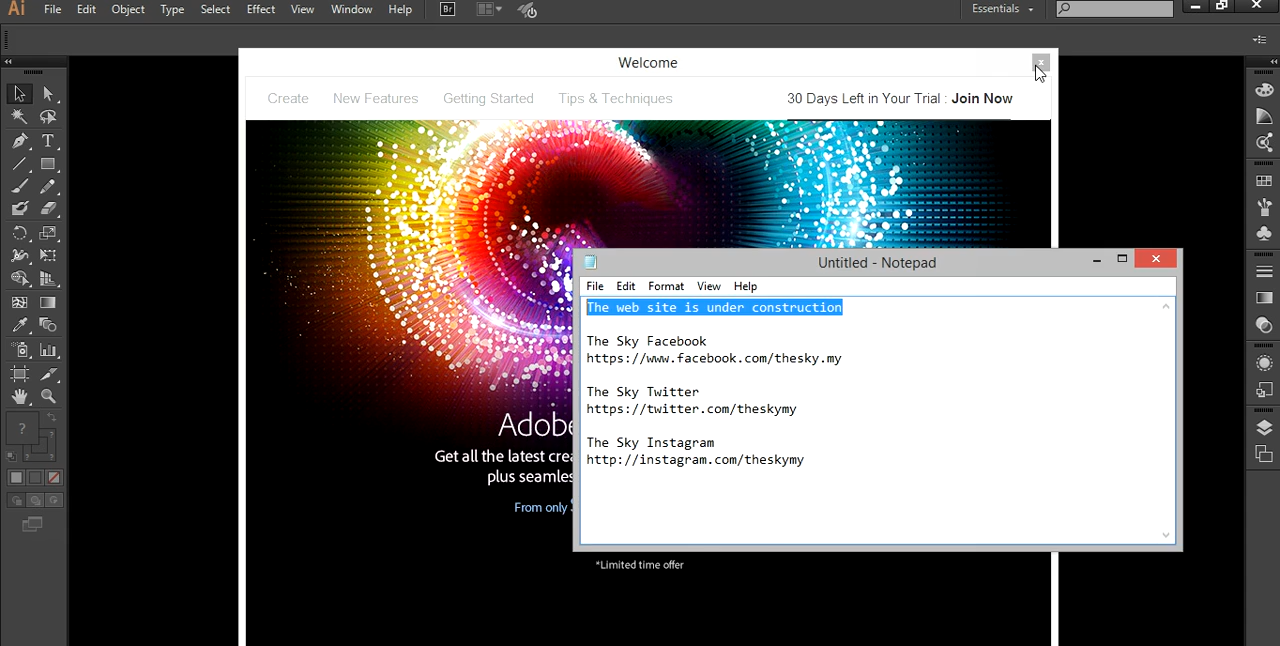 Ai File Edit Object Type Select Effect View Window Help Br Essentials
Welcome
Create New Features Getting Started Tips & Techniques 30 Days Left in Your Trial : Join Now
Untitled - Notepad
File Edit Format View Help
The web site is under construction
The Sky Facebook
https://www.facebook.com/thesky.my
The Sky Twitter
https://twitter.com/theskymy
The Sky Instagram
http://instagram.com/theskymy
Get all the latest
plus
From only
*Limited time offer